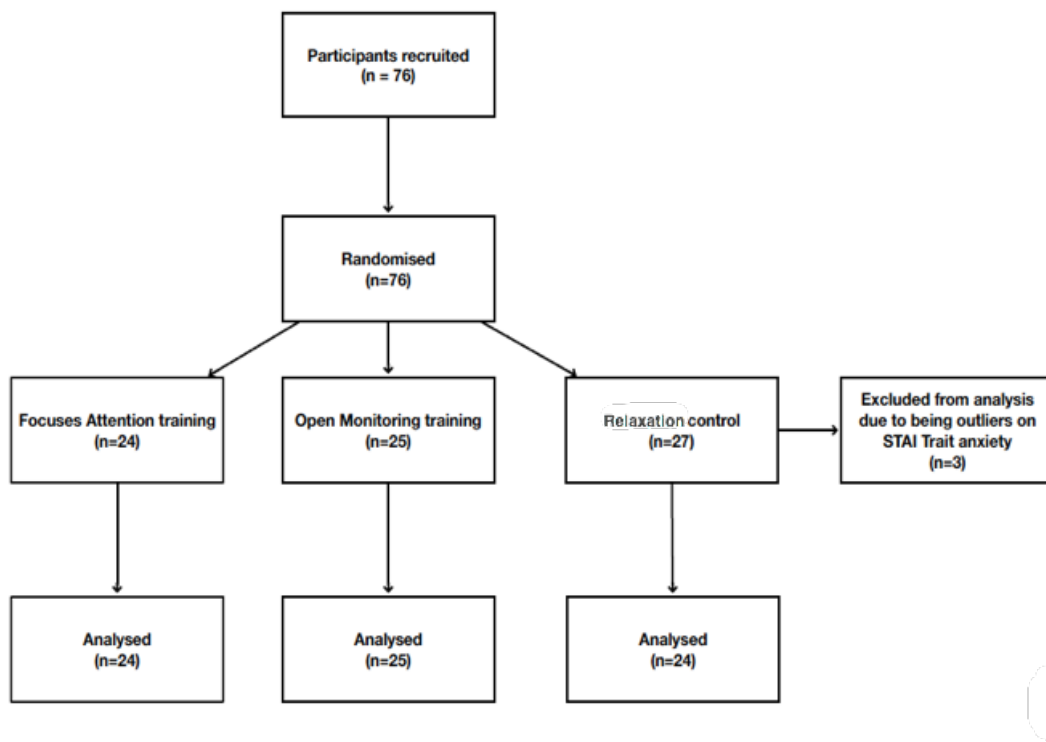 Participants recruited
(n = 76)
Randomised
(n=76)
Focuses Attention training
(n=24)
Open Monitoring training
(n=25)
Relaxation control
(n=27)
Excluded from analysis
due to being outliers on
STAI Trait anxiety
(n=3)
Analysed
(n=24)
Analysed
(n=25)
Analysed
(n=24)